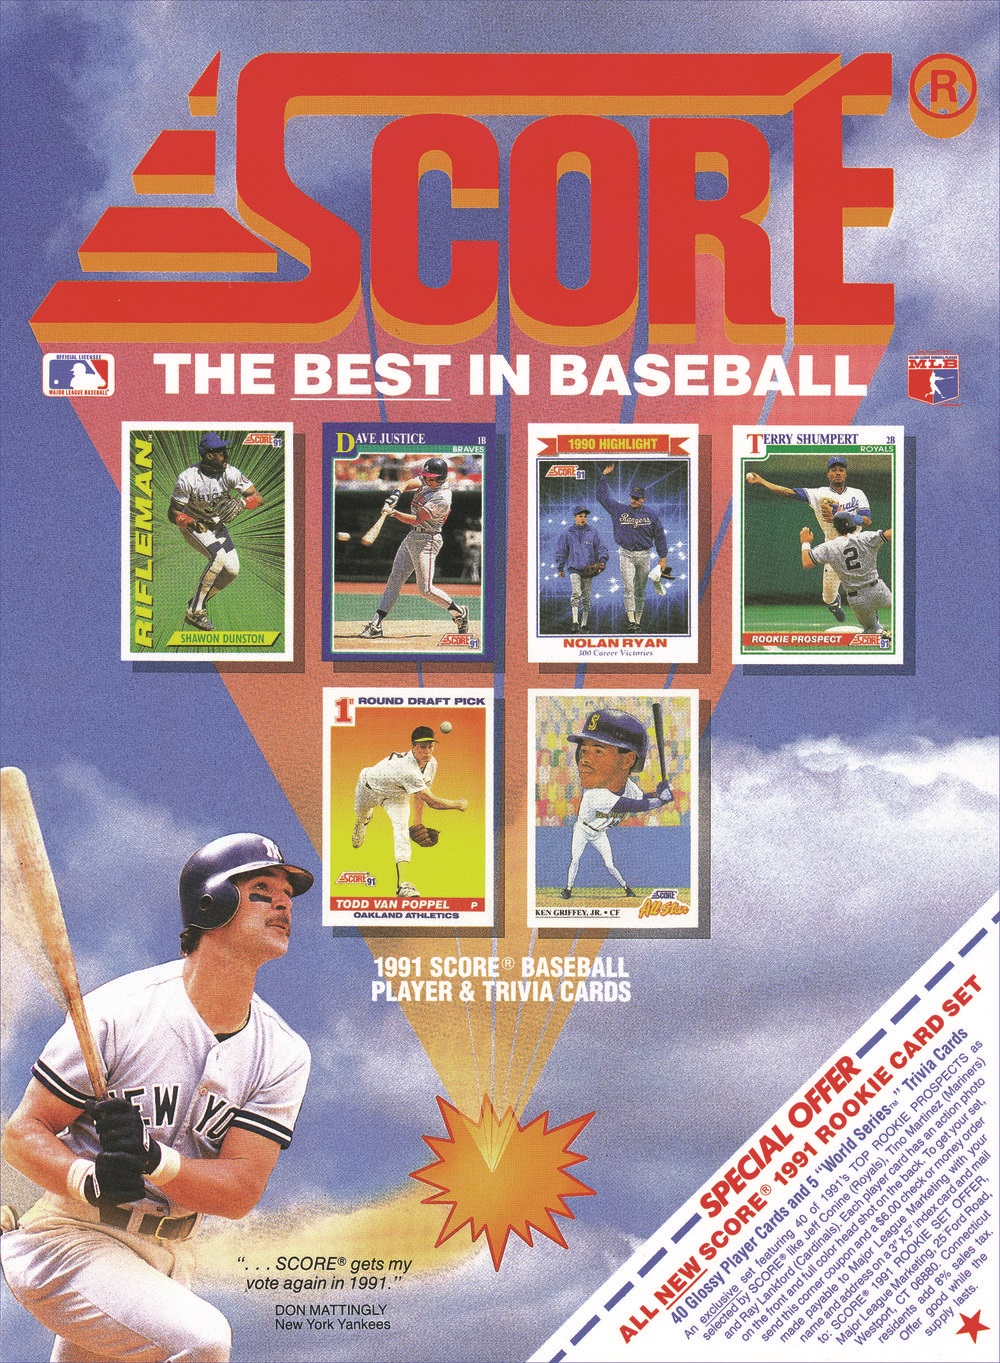 SCORE®
OFFICIAL LICENSEE
MAJOR LEAGUE BASEBALL
THE BEST IN BASEBALL
MAJOR LEAGUE BASEBALL PLAYERS
MLB
RIFLEMAN™
SCORE 91
SHAWON DUNSTON
DAVE JUSTICE 1B
BRAVES
SCORE 91
1990 HIGHLIGHT
SCORE 91
Rangers
NOLAN RYAN
300 Career Victories
TERRY SHUMPERT 2B
ROYALS
2
ROOKIE PROSPECT SCORE 91
1st ROUND DRAFT PICK
SCORE 91
TODD VAN POPPEL P
OAKLAND ATHLETICS
S
SCORE
KEN GRIFFEY, JR. • CF All-Star
1991 SCORE® BASEBALL
PLAYER & TRIVIA CARDS
NEW YO
“. . . SCORE® gets my
vote again in 1991.”
DON MATTINGLY
New York Yankees
SPECIAL OFFER
ALL NEW SCORE® 1991 ROOKIE CARD SET
40 Glossy Player Cards and 5 “World Series™” Trivia Cards
An exclusive set featuring 40 of 1991's TOP ROOKIE PROSPECTS as
selected by SCORE® like Jeff Conine (Royals), Tino Martinez (Mariners)
and Ray Lankford (Cardinals). Each player card has an action photo
on the front and full color head shot on the back. To get your set,
send this corner coupon and a $6.00 check or money order
made payable to Major League Marketing with your
name and address on a 3" x 5" index card and mail
to: SCORE® 1991 ROOKIE SET OFFER,
Major League Marketing, 25 Ford Road,
Westport, CT 06880. Connecticut
residents add 8% sales tax.
Offer good while the
supply lasts.